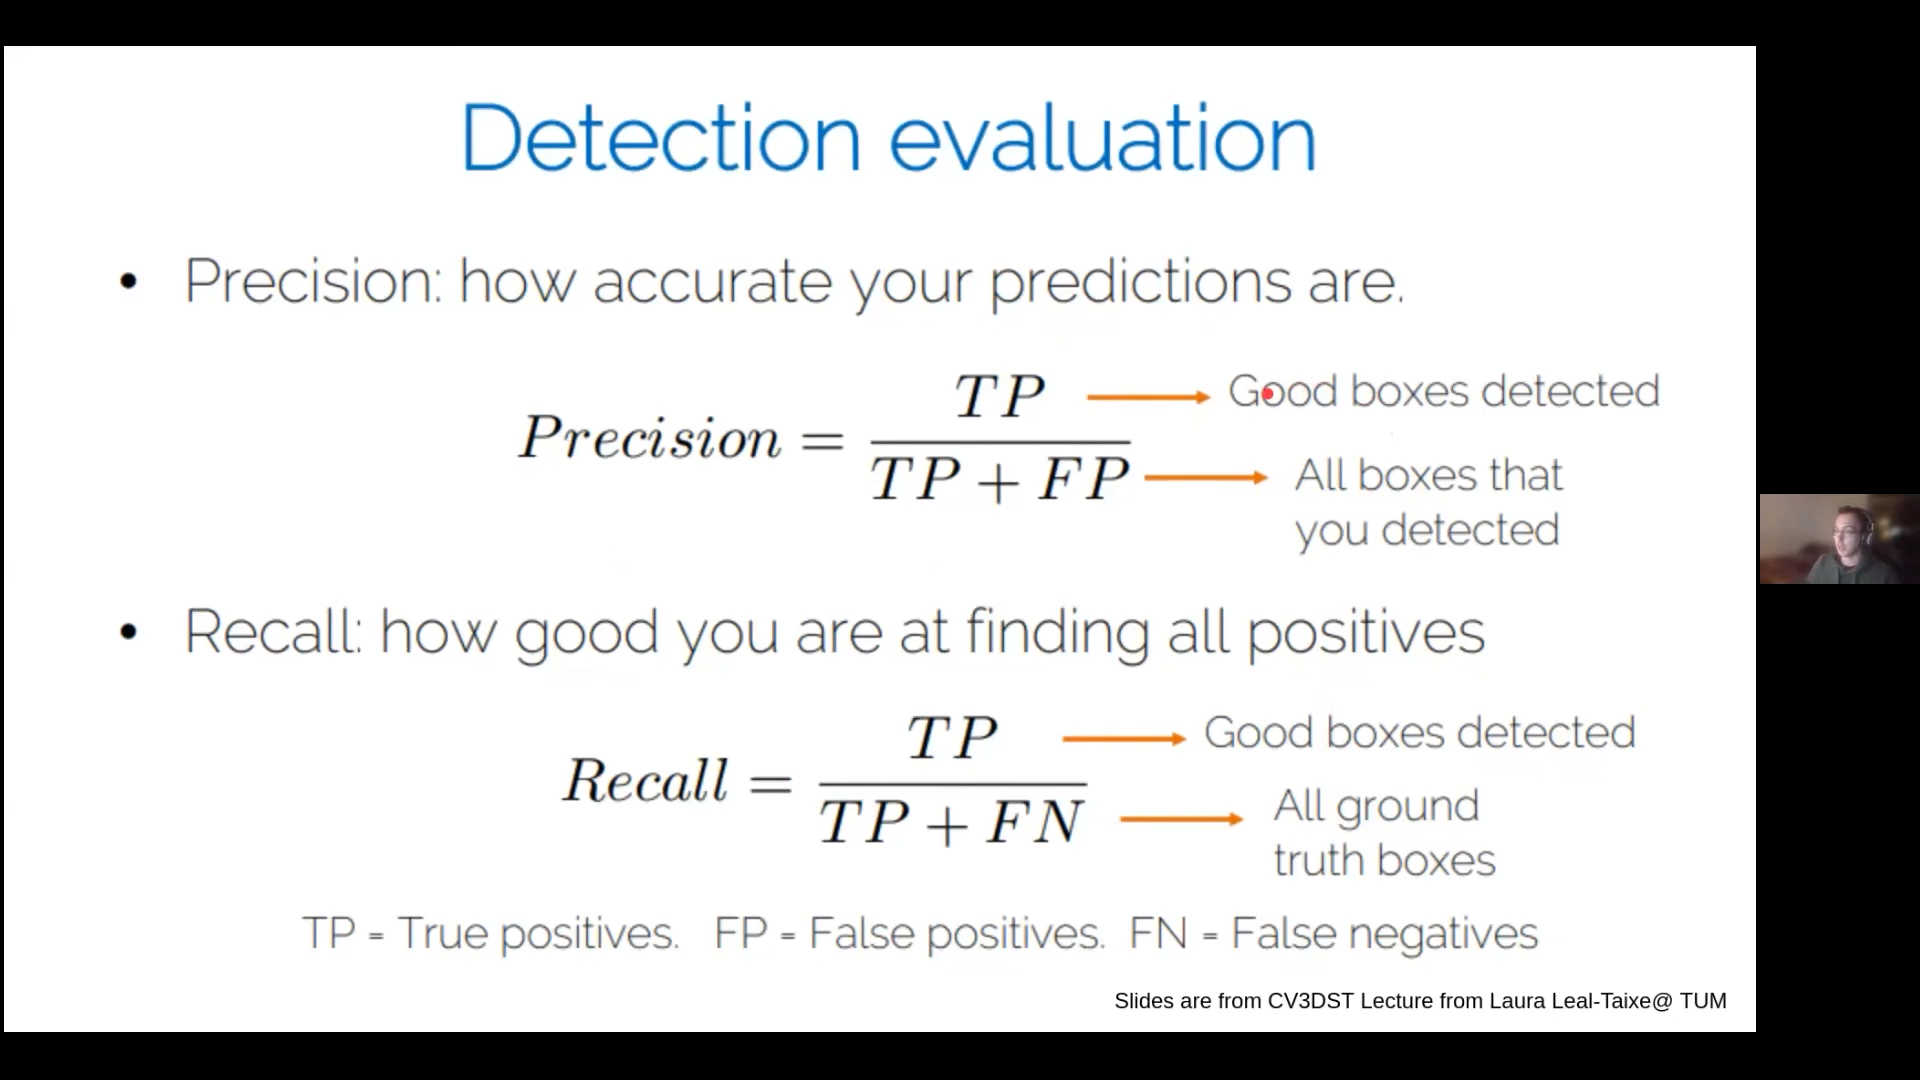 Detection evaluation
• Precision: how accurate your predictions are.
Precision = TP / (TP + FP)
Good boxes detected
All boxes that
you detected
• Recall: how good you are at finding all positives
Recall = TP / (TP + FN)
Good boxes detected
All ground
truth boxes
TP = True positives. FP = False positives. FN = False negatives
Slides are from CV3DST Lecture from Laura Leal-Taixe@ TUM